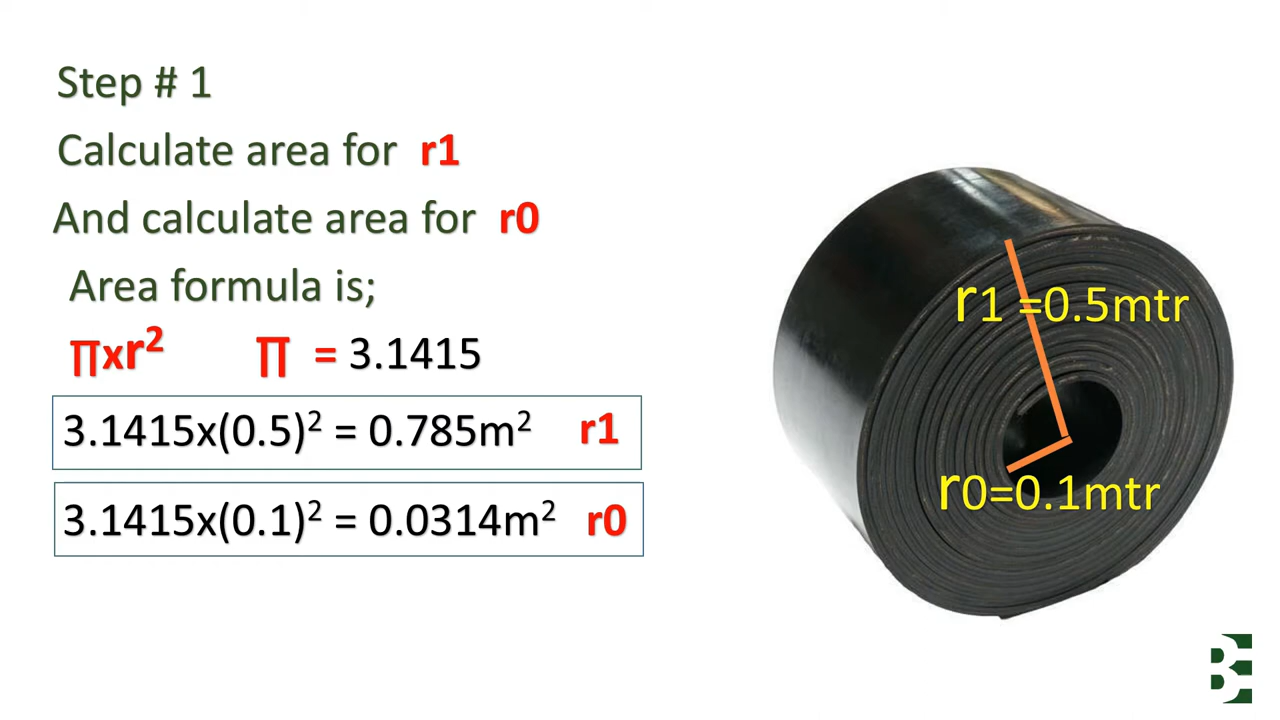 Step # 1
Calculate area for r1
And calculate area for r0
Area formula is;
∏xr² ∏ = 3.1415
3.1415x(0.5)² = 0.785m² r1
3.1415x(0.1)² = 0.0314m² r0
r1 =0.5mtr
r0=0.1mtr